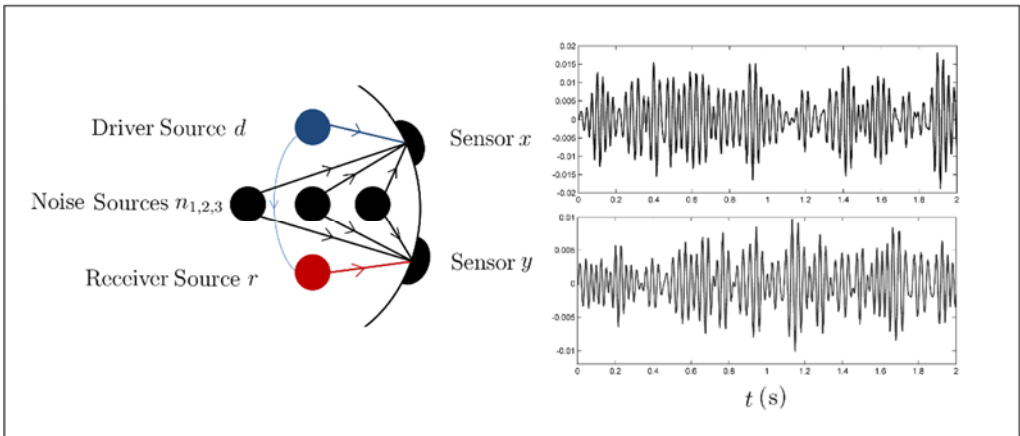 Driver Source d
Sensor x
Noise Sources n1,2,3
Sensor y
Receiver Source r
0.02
0.015
0.01
0.005
0
-0.005
-0.01
-0.015
-0.02
0 0.2 0.4 0.6 0.8 1 1.2 1.4 1.6 1.8 2
0.01
0.005
0
-0.005
-0.01
0 0.2 0.4 0.6 0.8 1 1.2 1.4 1.6 1.8 2
t (s)